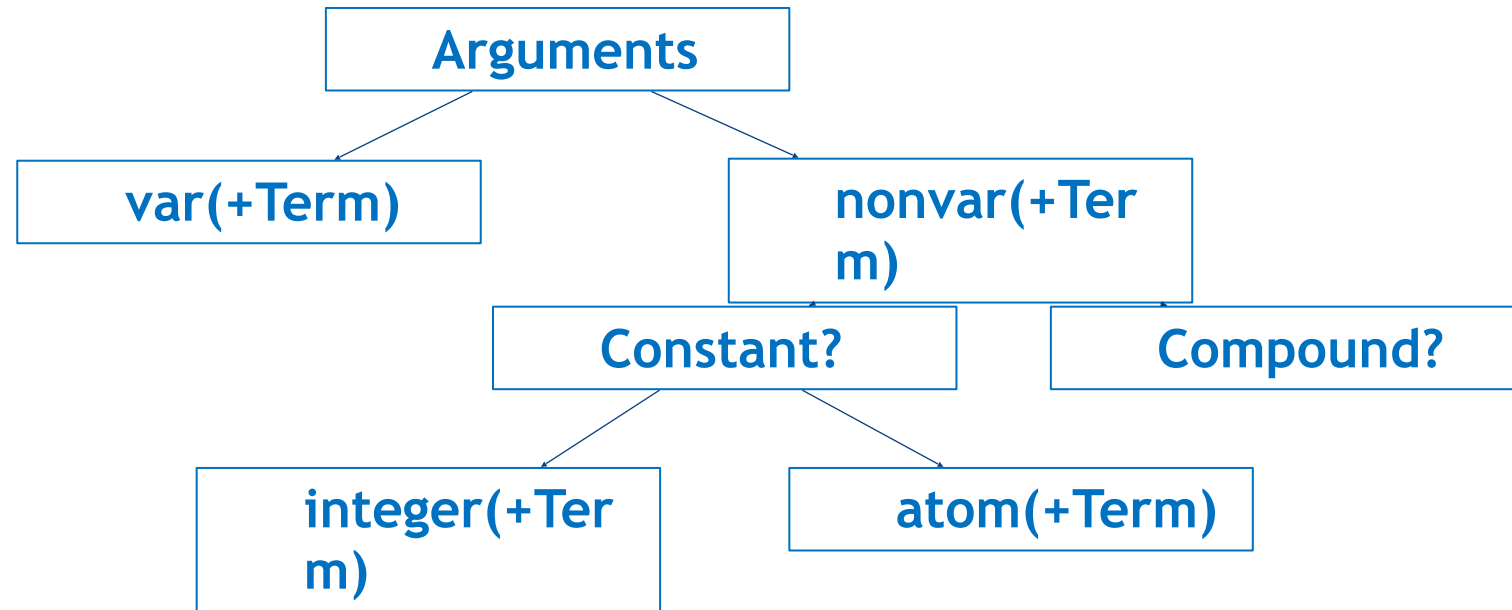 Arguments
var(+Term)
nonvar(+Ter
m)
Constant?
Compound?
integer(+Ter
m)
atom(+Term)